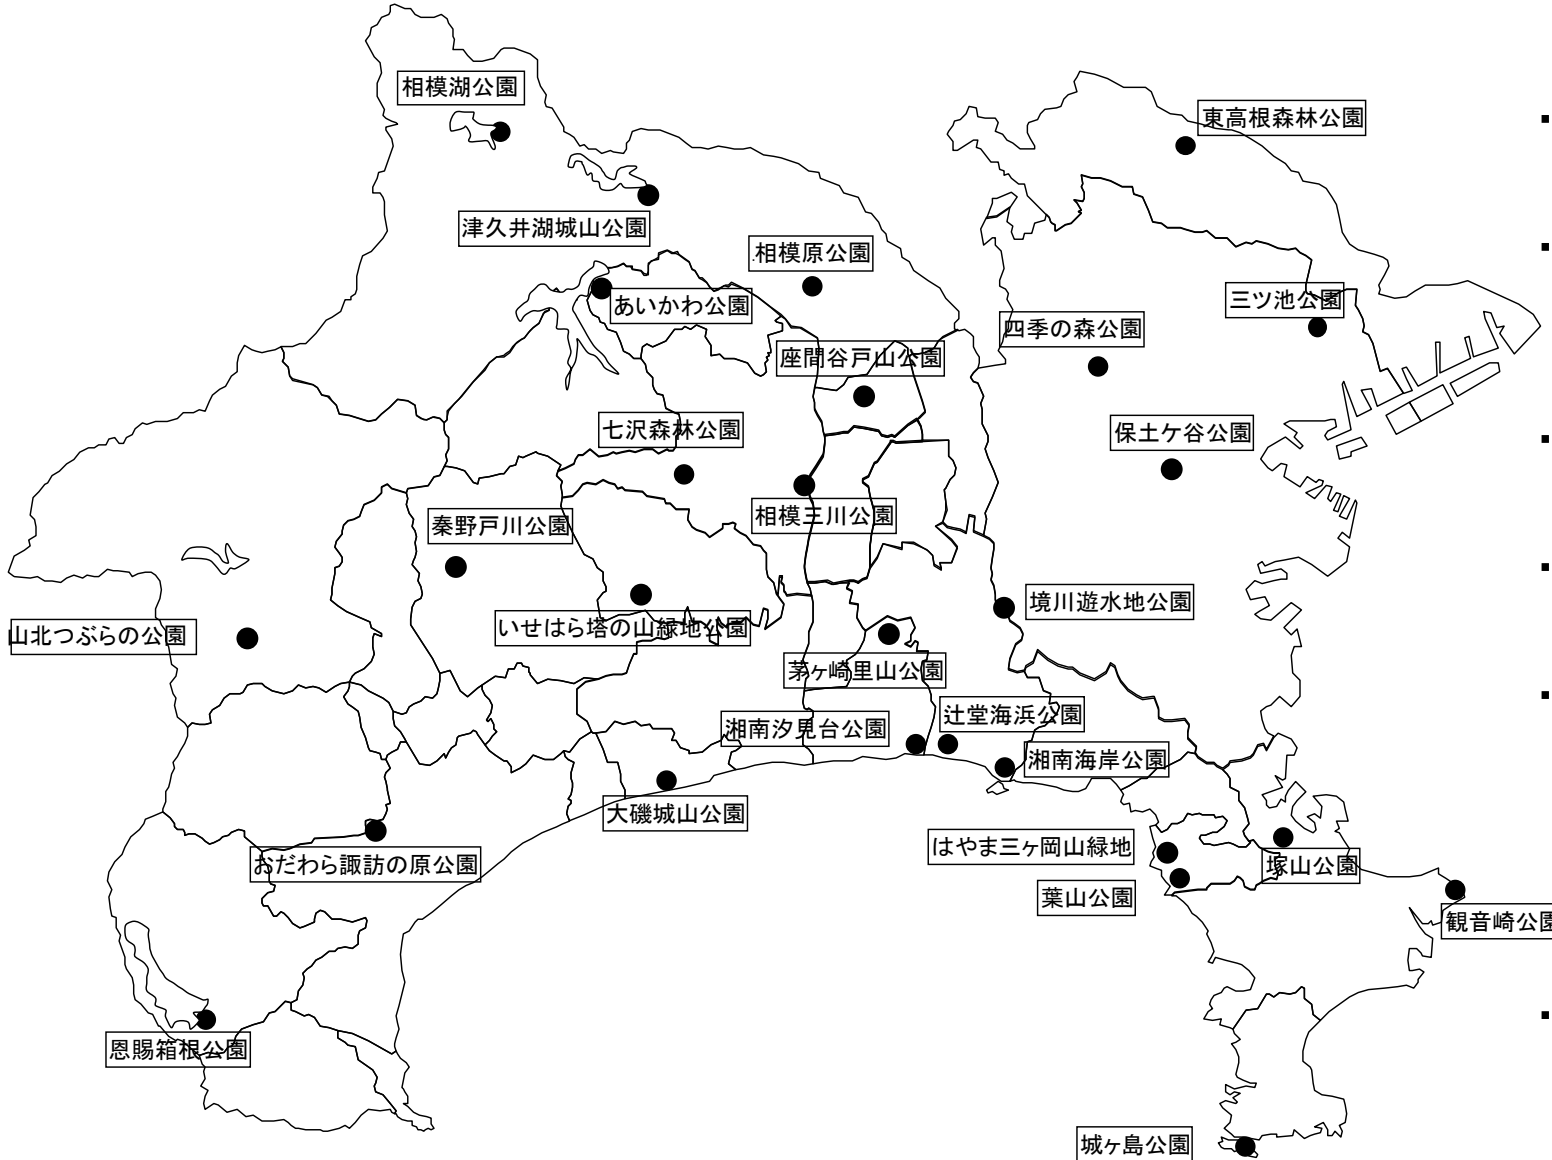 相模湖公園
東高根森林公園
津久井湖城山公園
相模原公園
あいかわ公園
三ツ池公園
四季の森公園
座間谷戸山公園
七沢森林公園
保土ケ谷公園
相模三川公園
秦野戸川公園
境川遊水地公園
いせはら塔の山緑地公園
山北つぶらの公園
茅ヶ崎里山公園
辻堂海浜公園
湘南汐見台公園
湘南海岸公園
大磯城山公園
はやま三ヶ岡山緑地
おだわら諏訪の原公園
塚山公園
葉山公園
観音崎公園
恩賜箱根公園
城ヶ島公園